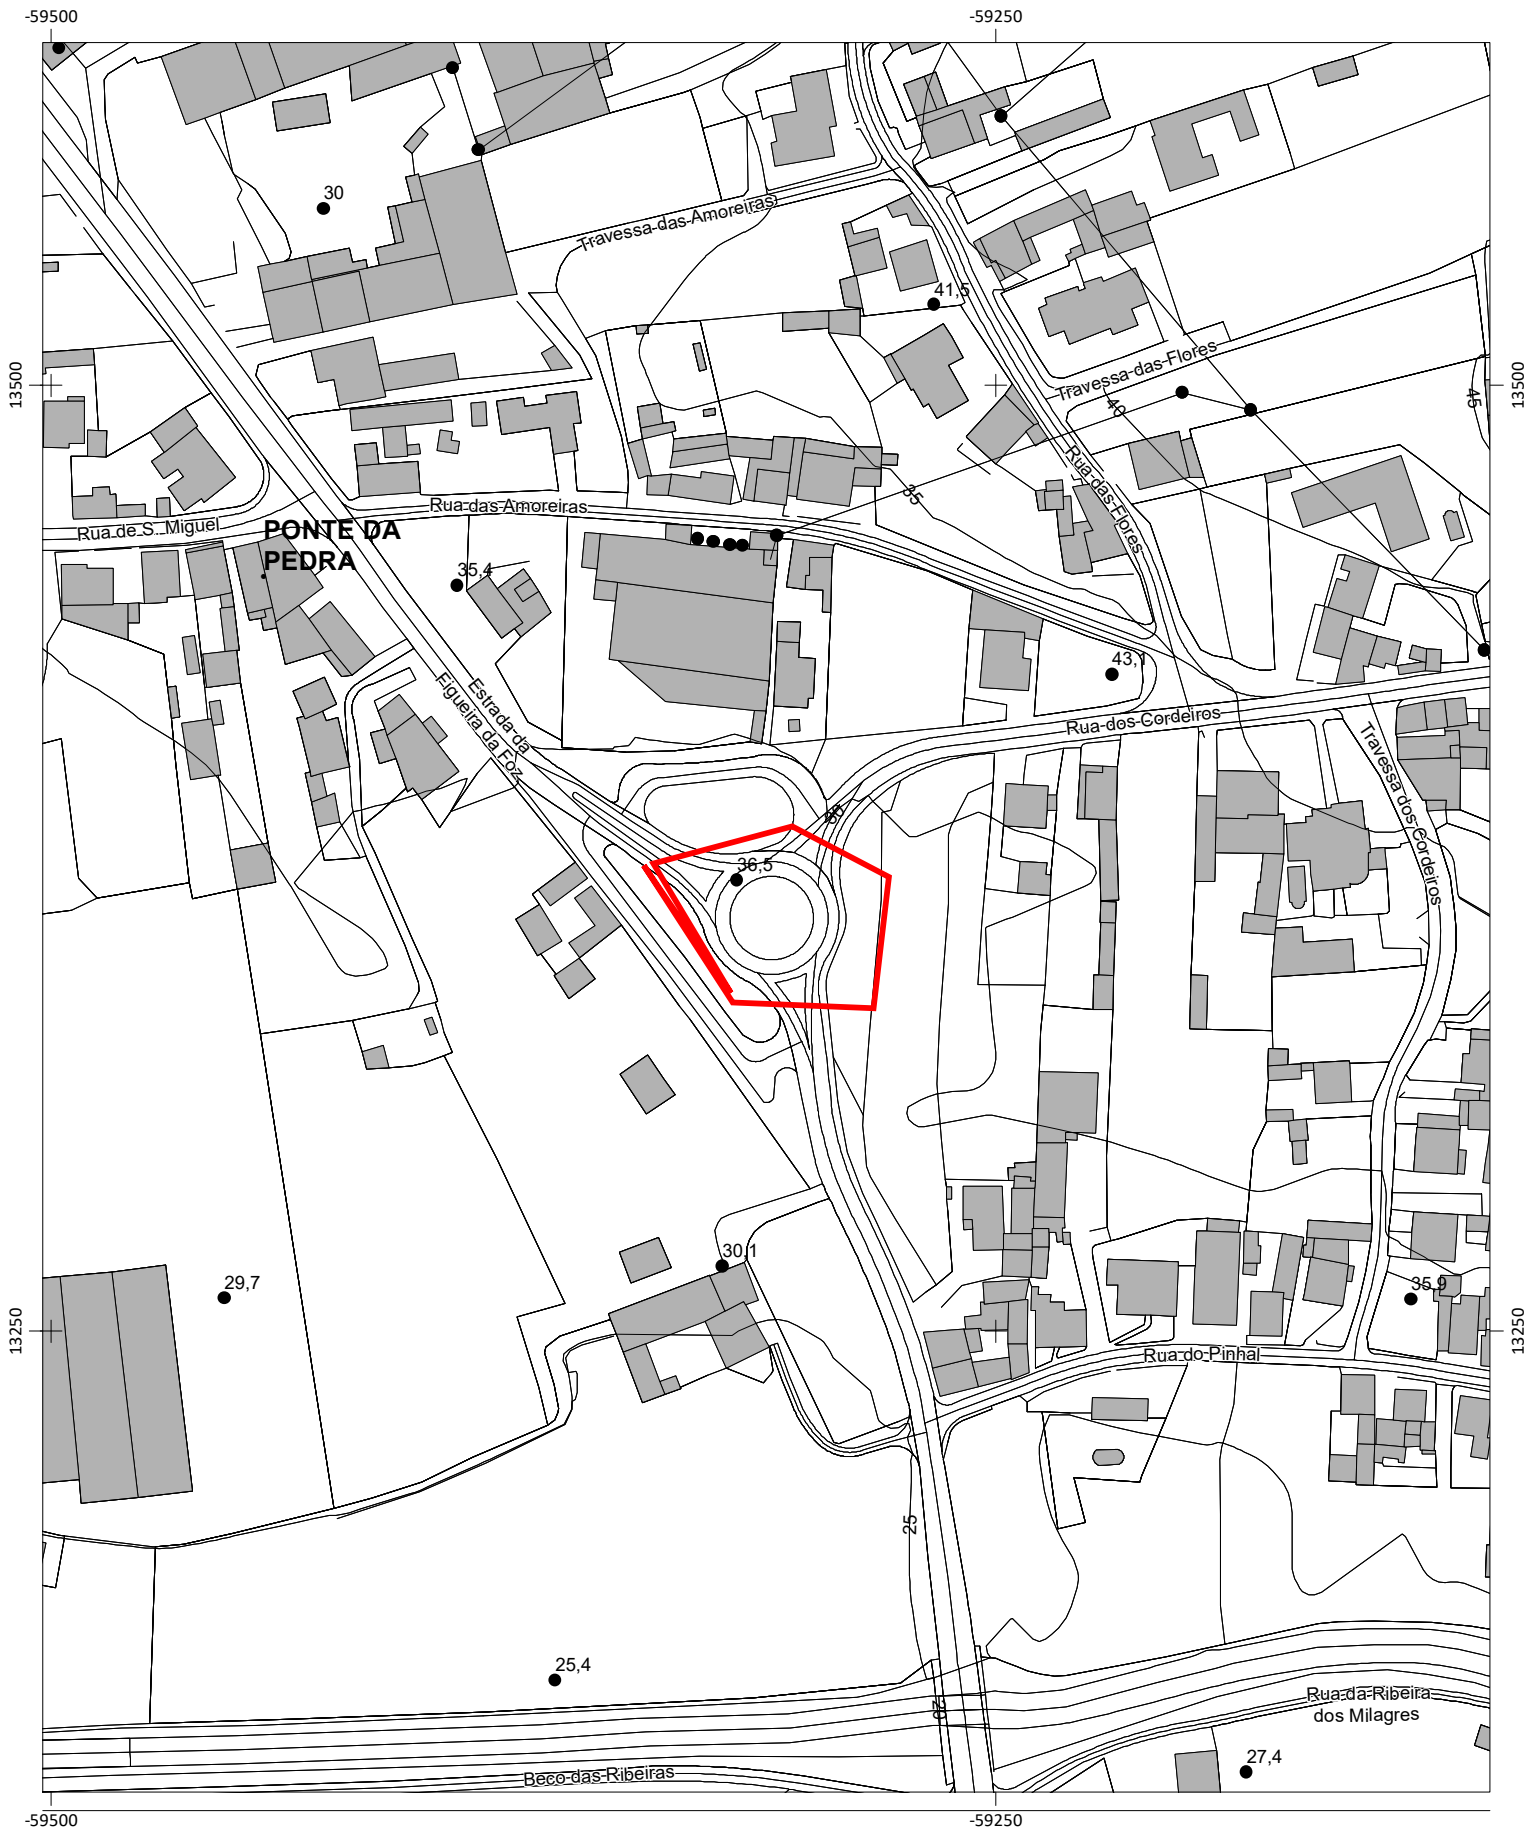 -59500
-59250
30
Travessa das Amoreiras
41,5
Travessa das Flores
13500
13500
40
45
Rua das Flores
35
Rua das Amoreiras
Rua de S. Miguel
PONTE DA
PEDRA
35,4
43,1
Estrada da
Figueira da Foz
Rua dos Cordeiros
Travessa dos Cordeiros
36,5
30,1
29,7
35,9
13250
13250
Rua do Pinhal
25
25,4
Rua da Ribeira
dos Milagres
27,4
Beco das Ribeiras
-59500
-59250